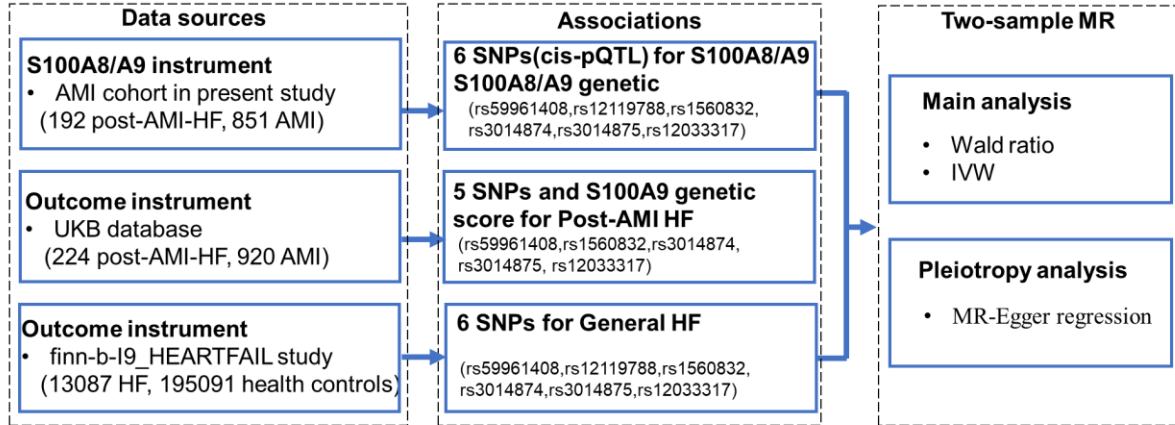 Data sources
S100A8/A9 instrument
• AMI cohort in present study
(192 post-AMI-HF, 851 AMI)
Outcome instrument
• UKB database
(224 post-AMI-HF, 920 AMI)
Outcome instrument
• finn-b-I9_HEARTFAIL study
(13087 HF, 195091 health controls)
Associations
6 SNPs(cis-pQTL) for S100A8/A9
S100A8/A9 genetic
(rs59961408,rs12119788,rs1560832,
rs3014874,rs3014875,rs12033317)
5 SNPs and S100A9 genetic
score for Post-AMI HF
(rs59961408,rs1560832,rs3014874,
rs3014875, rs12033317)
6 SNPs for General HF
(rs59961408,rs12119788,rs1560832,
rs3014874,rs3014875,rs12033317)
Two-sample MR
Main analysis
• Wald ratio
• IVW
Pleiotropy analysis
• MR-Egger regression